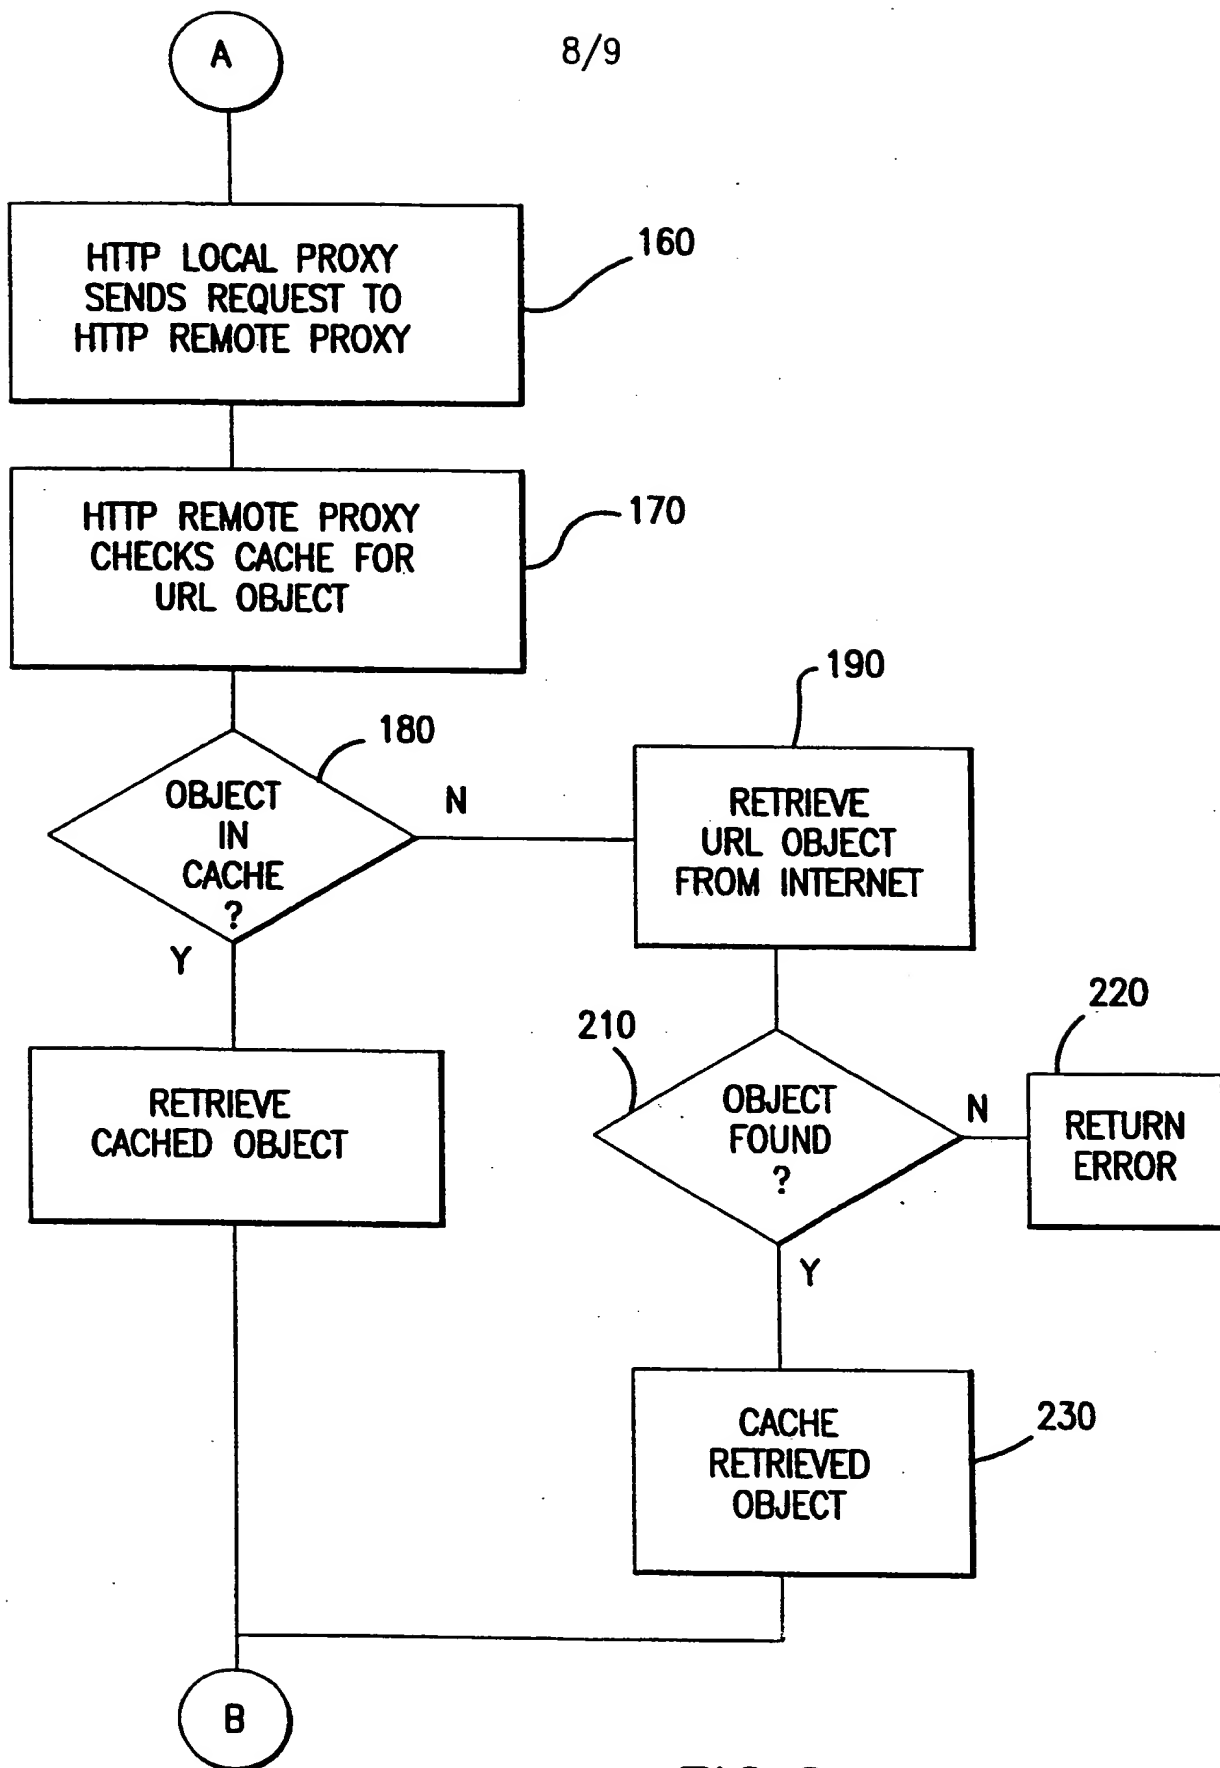 A
8/9
HTTP LOCAL PROXY
SENDS REQUEST TO
HTTP REMOTE PROXY
160
HTTP REMOTE PROXY
CHECKS CACHE FOR
URL OBJECT
170
180
OBJECT
IN
CACHE
?
N
Y
190
RETRIEVE
URL OBJECT
FROM INTERNET
RETRIEVE
CACHED OBJECT
210
OBJECT
FOUND
?
N
Y
220
RETURN
ERROR
CACHE
RETRIEVED
OBJECT
230
B